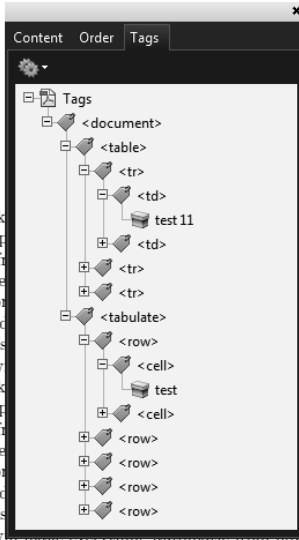 Content Order Tags
Tags
<document>
<table>
<tr>
<td>
test 11
<td>
<tr>
<tr>
<tabulate>
<row>
<cell>
test
<cell>
<row>
<row>
<row>
<row>